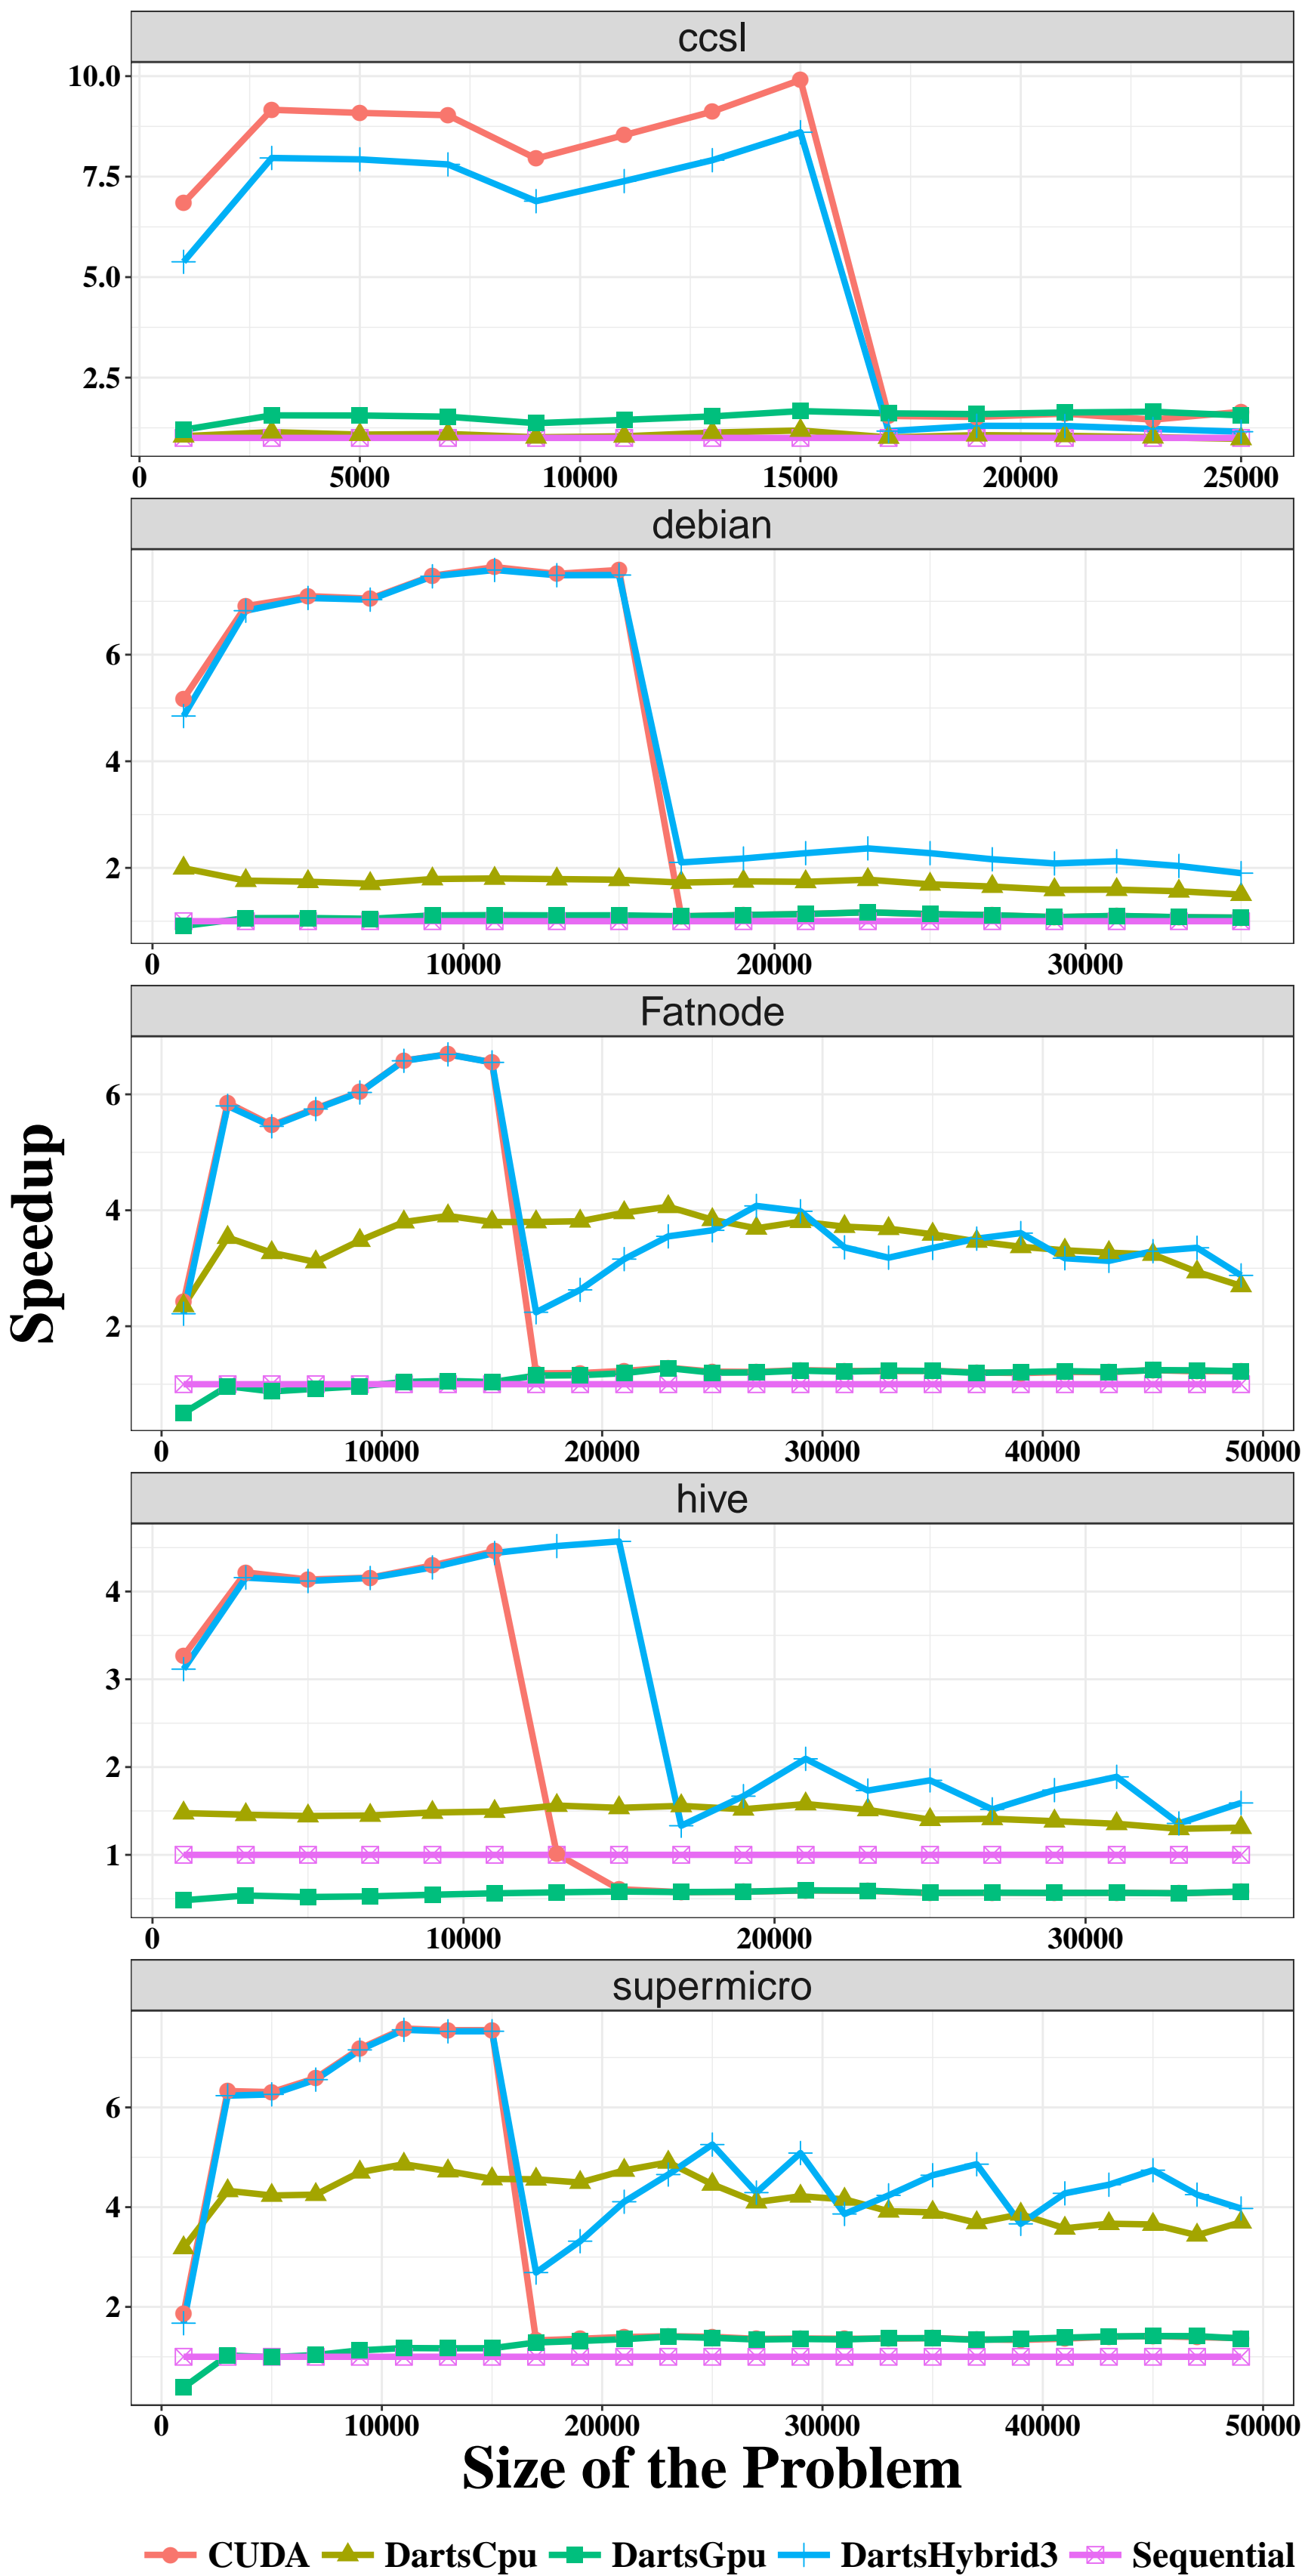 ccsl
10.0
7.5
5.0
2.5
0 5000 10000 15000 20000 25000
debian
6
4
2
0 10000 20000 30000
Fatnode
6
4
2
0 10000 20000 30000 40000 50000
Speedup
hive
4
3
2
1
0 10000 20000 30000
supermicro
6
4
2
0 10000 20000 30000 40000 50000
Size of the Problem
CUDA DartsCpu DartsGpu DartsHybrid3 Sequential